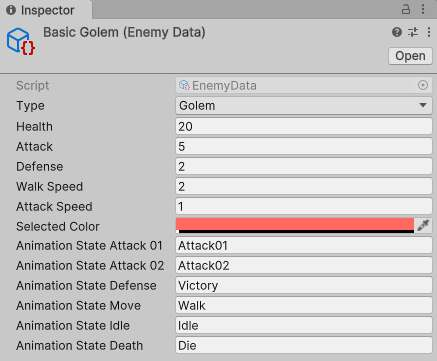 Inspector
Basic Golem (Enemy Data)
Open
Script EnemyData
Type Golem
Health 20
Attack 5
Defense 2
Walk Speed 2
Attack Speed 1
Selected Color
Animation State Attack 01 Attack01
Animation State Attack 02 Attack02
Animation State Defense Victory
Animation State Move Walk
Animation State Idle Idle
Animation State Death Die